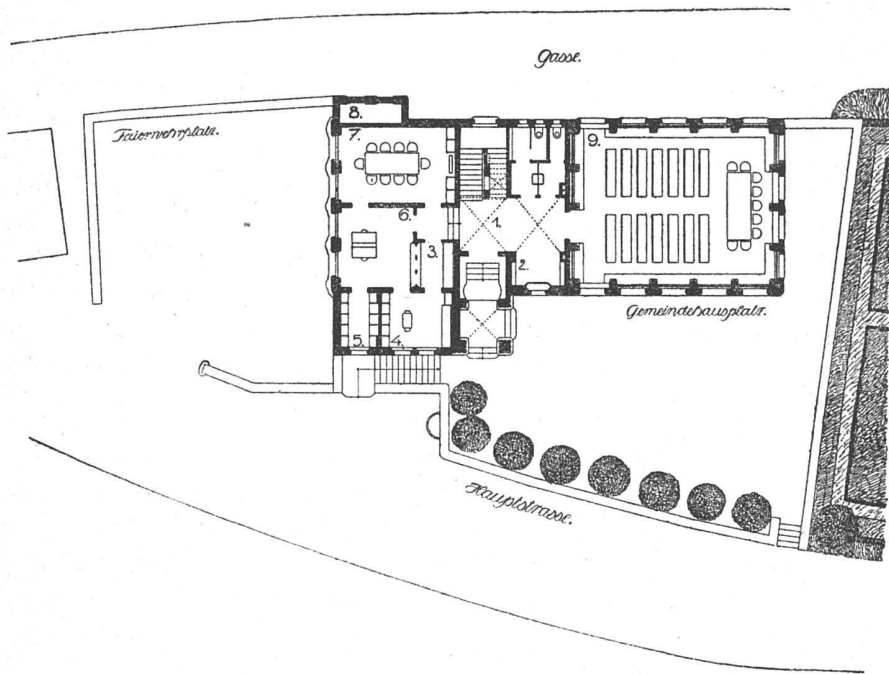 Gasse.
Feuerwehrplatz.
8.
7.
9.
6.
1.
3.
2.
Gemeindehausplatz.
5.
4.
Hauptstrasse.